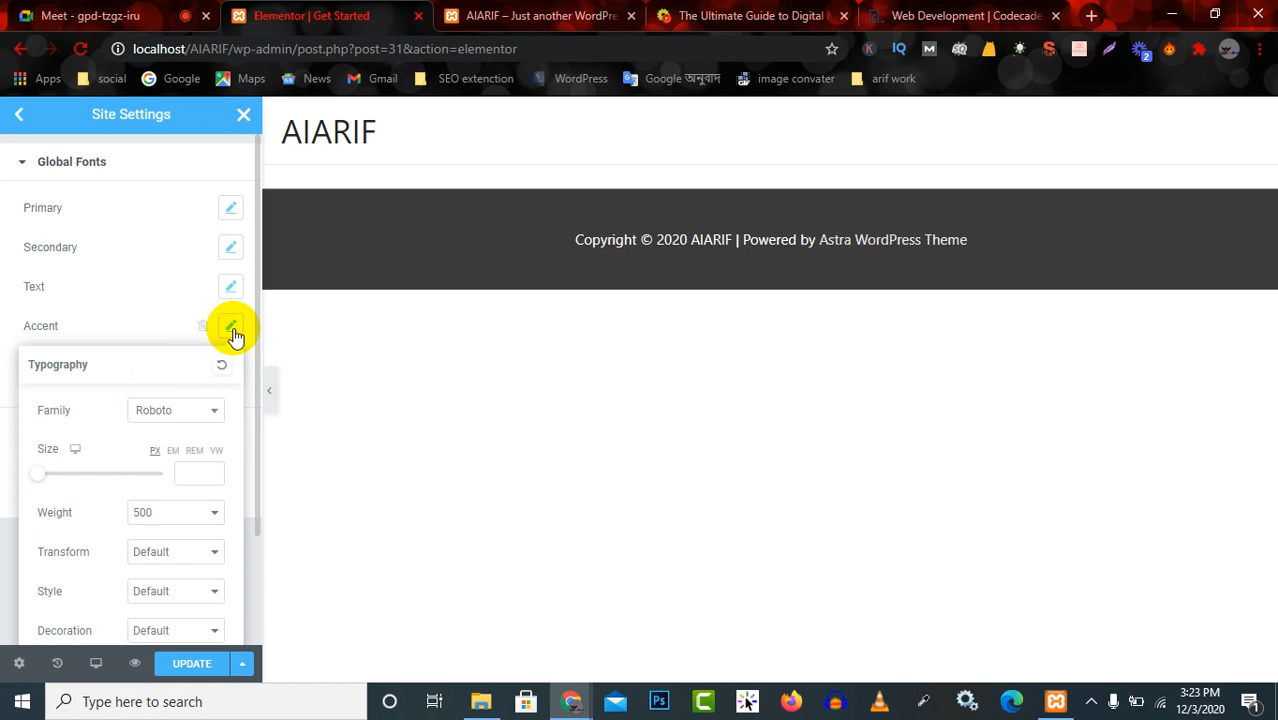 Meet - gpd-tzgz-iru
Elementor | Get Started
AIARIF – Just another WordPre
The Ultimate Guide to Digital I
Web Development | Codecade
localhost/AIARIF/wp-admin/post.php?post=31&action=elementor
Apps
social
Google
Maps
News
Gmail
SEO extenction
WordPress
Google অনুবাদ
image convater
arif work
Site Settings
Global Fonts
Primary
Secondary
Text
Accent
Typography
Family
Roboto
Size
PX EM REM VW
Weight
500
Transform
Default
Style
Default
Decoration
Default
UPDATE
AIARIF
Copyright © 2020 AIARIF | Powered by Astra WordPress Theme
Type here to search
3:23 PM
12/3/2020